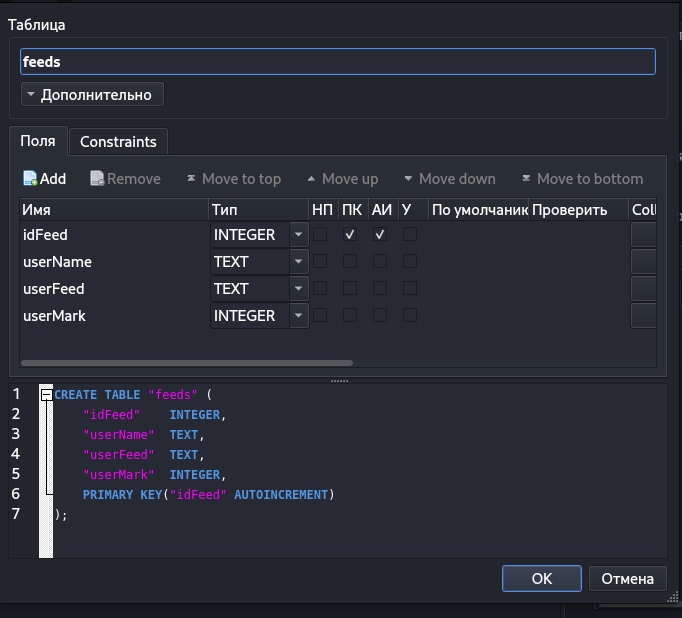 Таблица
feeds
Дополнительно
Поля Constraints
Add Remove Move to top Move up Move down Move to bottom
Имя Тип НП ПК АИ У По умолчанию Проверить Coll
idFeed INTEGER
userName TEXT
userFeed TEXT
userMark INTEGER
1 CREATE TABLE "feeds" (
2 "idFeed" INTEGER,
3 "userName" TEXT,
4 "userFeed" TEXT,
5 "userMark" INTEGER,
6 PRIMARY KEY("idFeed" AUTOINCREMENT)
7 );
OK Отмена